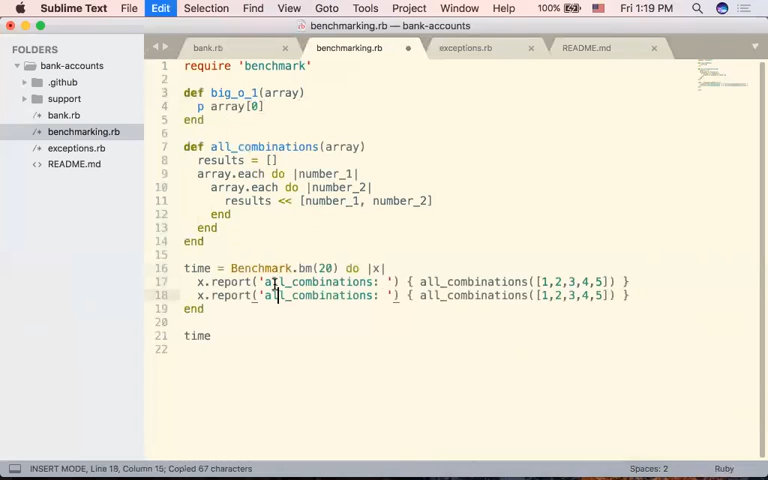 Sublime Text File Edit Selection Find View Goto Tools Project Window Help 100% Fri 1:19 PM
benchmarking.rb — bank-accounts
FOLDERS
bank-accounts
.github
support
bank.rb
benchmarking.rb
exceptions.rb
README.md
bank.rb benchmarking.rb exceptions.rb README.md
1 require 'benchmark'
2
3 def big_o_1(array)
4 p array[0]
5 end
6
7 def all_combinations(array)
8 results = []
9 array.each do |number_1|
10 array.each do |number_2|
11 results << [number_1, number_2]
12 end
13 end
14 end
15
16 time = Benchmark.bm(20) do |x|
17 x.report('all_combinations: ') { all_combinations([1,2,3,4,5]) }
18 x.report('all_combinations: ') { all_combinations([1,2,3,4,5]) }
19 end
20
21 time
22
INSERT MODE, Line 18, Column 15; Copied 67 characters Spaces: 2 Ruby